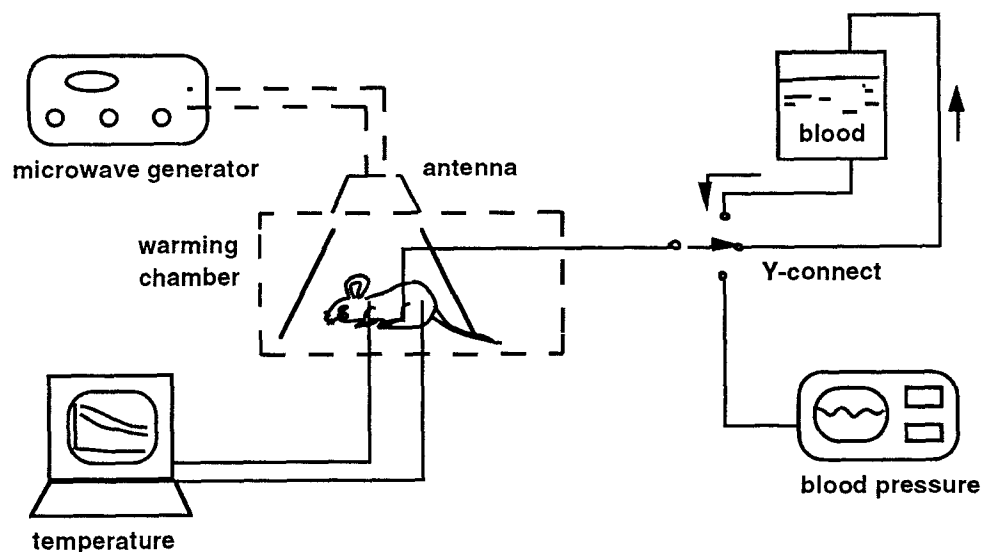 blood
microwave generator
antenna
warming
chamber
Y-connect
blood pressure
temperature